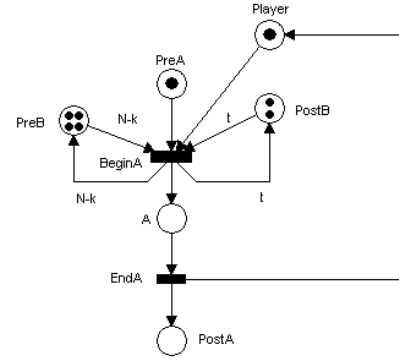 Player
PreA
PreB
N-k
t
PostB
BeginA
N-k
t
A
EndA
PostA